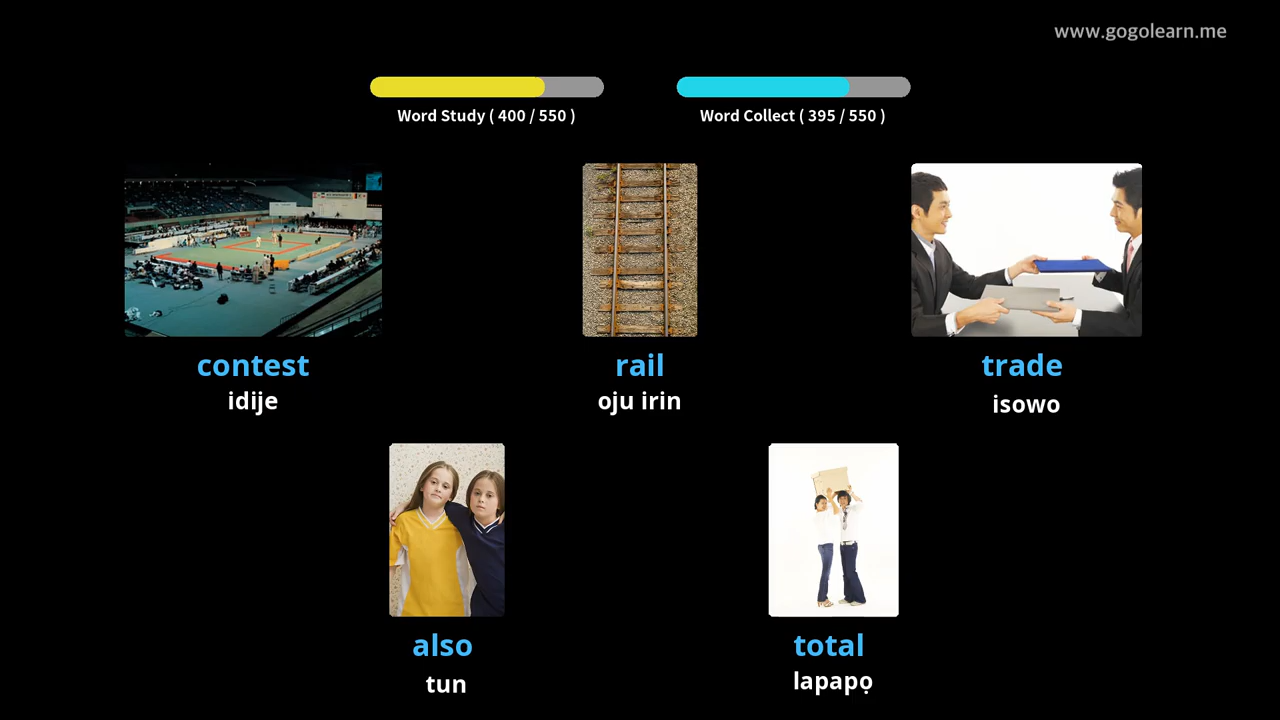 www.gogolearn.me
Word Study ( 400 / 550 )
Word Collect ( 395 / 550 )
contest
idije
rail
oju irin
trade
isowo
also
tun
total
lapapọ